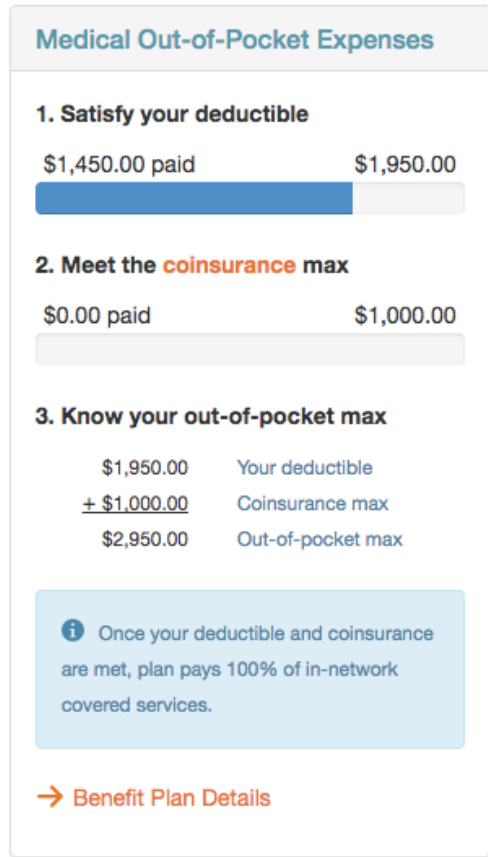 Medical Out-of-Pocket Expenses
1. Satisfy your deductible
$1,450.00 paid $1,950.00
2. Meet the coinsurance max
$0.00 paid $1,000.00
3. Know your out-of-pocket max
$1,950.00 Your deductible
+ $1,000.00 Coinsurance max
$2,950.00 Out-of-pocket max
Once your deductible and coinsurance
are met, plan pays 100% of in-network
covered services.
Benefit Plan Details